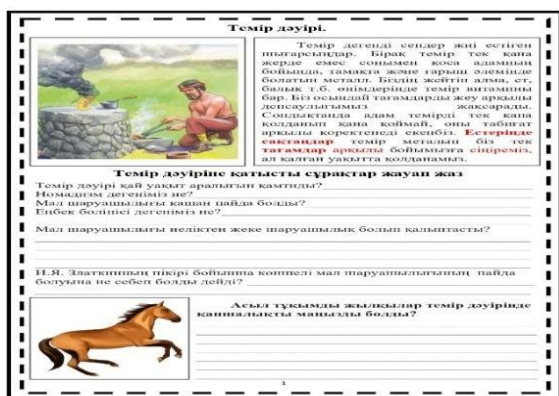 Темір дәуірі.
Темір дегенді сендер жиі естіген
шығарсыңдар. Бірақ темір тек қана
жерде емес сонымен қоса адамның
бойында, тамақта және ғарыш әлемінде
болатын металл. Біздің жейтін алма, ет,
балық т.б. өнімдерінде темір витамины
бар. Біз осындай тағамдарды жеу арқылы
денсаулығымыз жақсарады.
Сондықтанда адам темірді тек қана
қолданып қана қоймай, оны табиғат
арқылы қоректенеді екенбіз. Естеріңде
сақтаңдар темір металын біз тек
тағамдар арқылы бойымызға сіңіреміз,
ал қалған уақытта қолданамыз.
Темір дәуіріне қатысты сұрақтар жауап жаз
Темір дәуірі қай уақыт аралығын қамтиды?
Номадизм дегеніміз не?
Мал шаруашылығы қашан пайда болды?
Еңбек бөлінісі дегеніміз не?
Мал шаруашылығы неліктен жеке шаруашылық болып қалыптасты?
И.Я. Златкинның пікірі бойынша көшпелі мал шаруашылығының пайда
болуына не себеп болды дейді?
Асыл тұқымды жылқылар темір дәуірінде
қаншалықты маңызды болды?
1